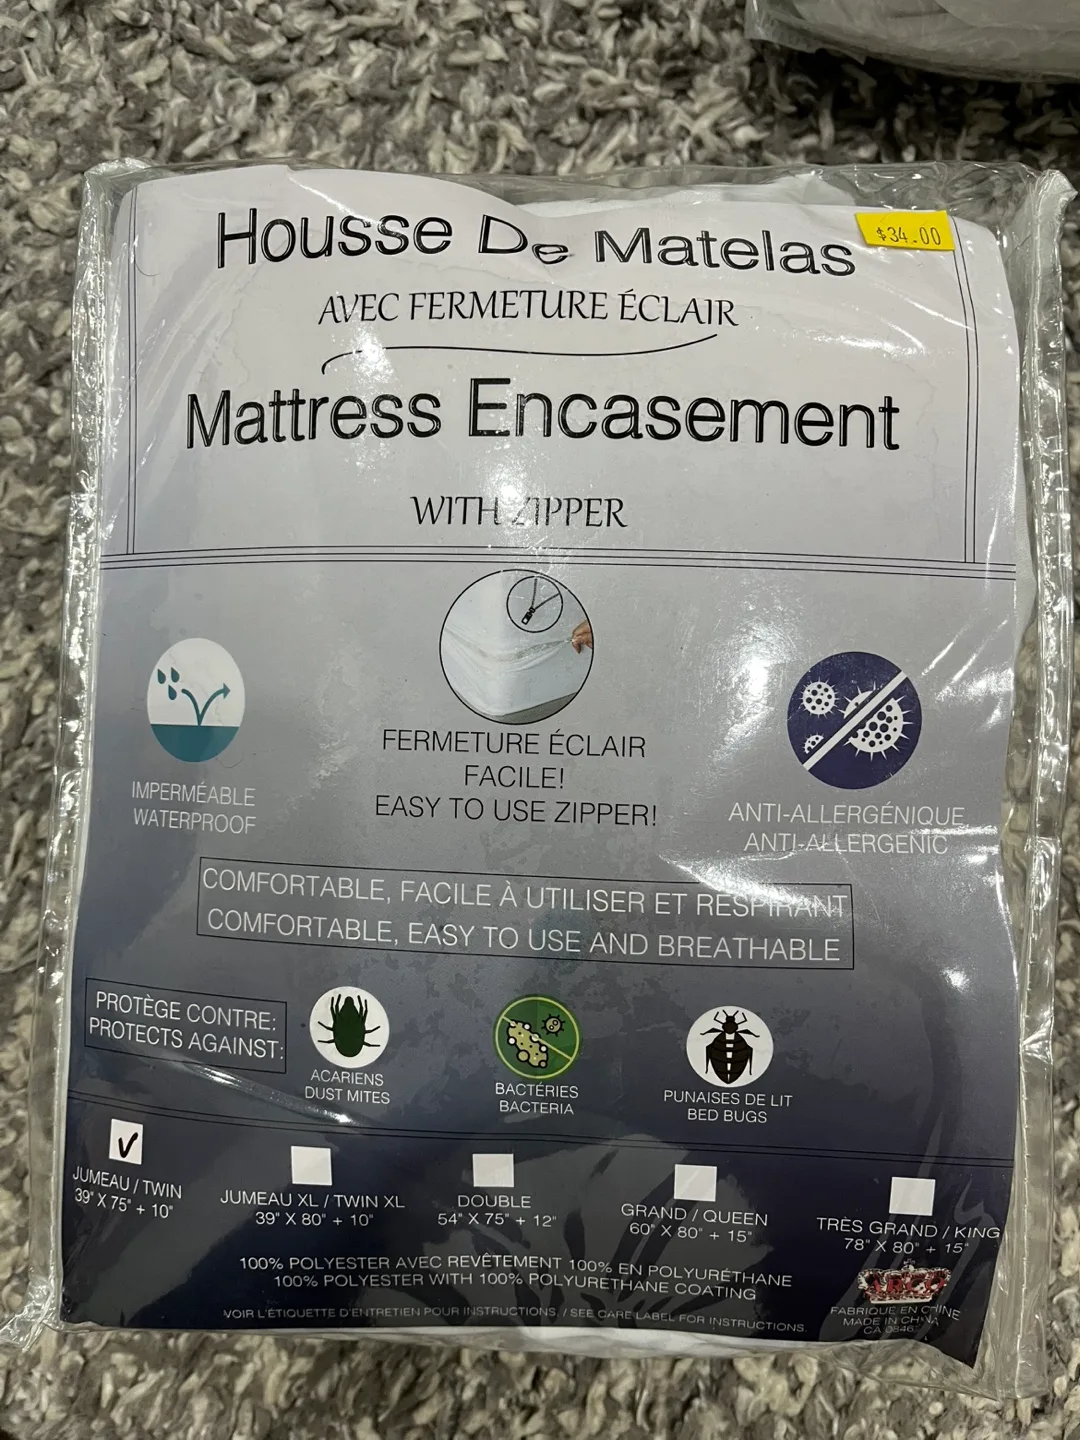 Housse De Matelas
$34.00
AVEC FERMETURE ÉCLAIR
Mattress Encasement
WITH ZIPPER
FERMETURE ÉCLAIR
FACILE!
EASY TO USE ZIPPER!
IMPERMÉABLE
WATERPROOF
ANTI-ALLERGÉNIQUE
ANTI-ALLERGENIC
COMFORTABLE, FACILE À UTILISER ET RESPIRANT
COMFORTABLE, EASY TO USE AND BREATHABLE
PROTÈGE CONTRE:
PROTECTS AGAINST:
ACARIENS
DUST MITES
BACTÉRIES
BACTERIA
PUNAISES DE LIT
BED BUGS
JUMEAU / TWIN
39" X 75" + 10"
JUMEAU XL / TWIN XL
39" X 80" + 10"
DOUBLE
54" X 75" + 12"
GRAND / QUEEN
60" X 80" + 15"
TRÈS GRAND / KING
78" X 80" + 15"
100% POLYESTER AVEC REVÊTEMENT 100% EN POLYURÉTHANE
100% POLYESTER WITH 100% POLYURETHANE COATING
VOIR L'ÉTIQUETTE D'ENTRETIEN POUR INSTRUCTIONS. / SEE CARE LABEL FOR INSTRUCTIONS.
FABRIQUE EN CHINE
MADE IN CHINA
CA